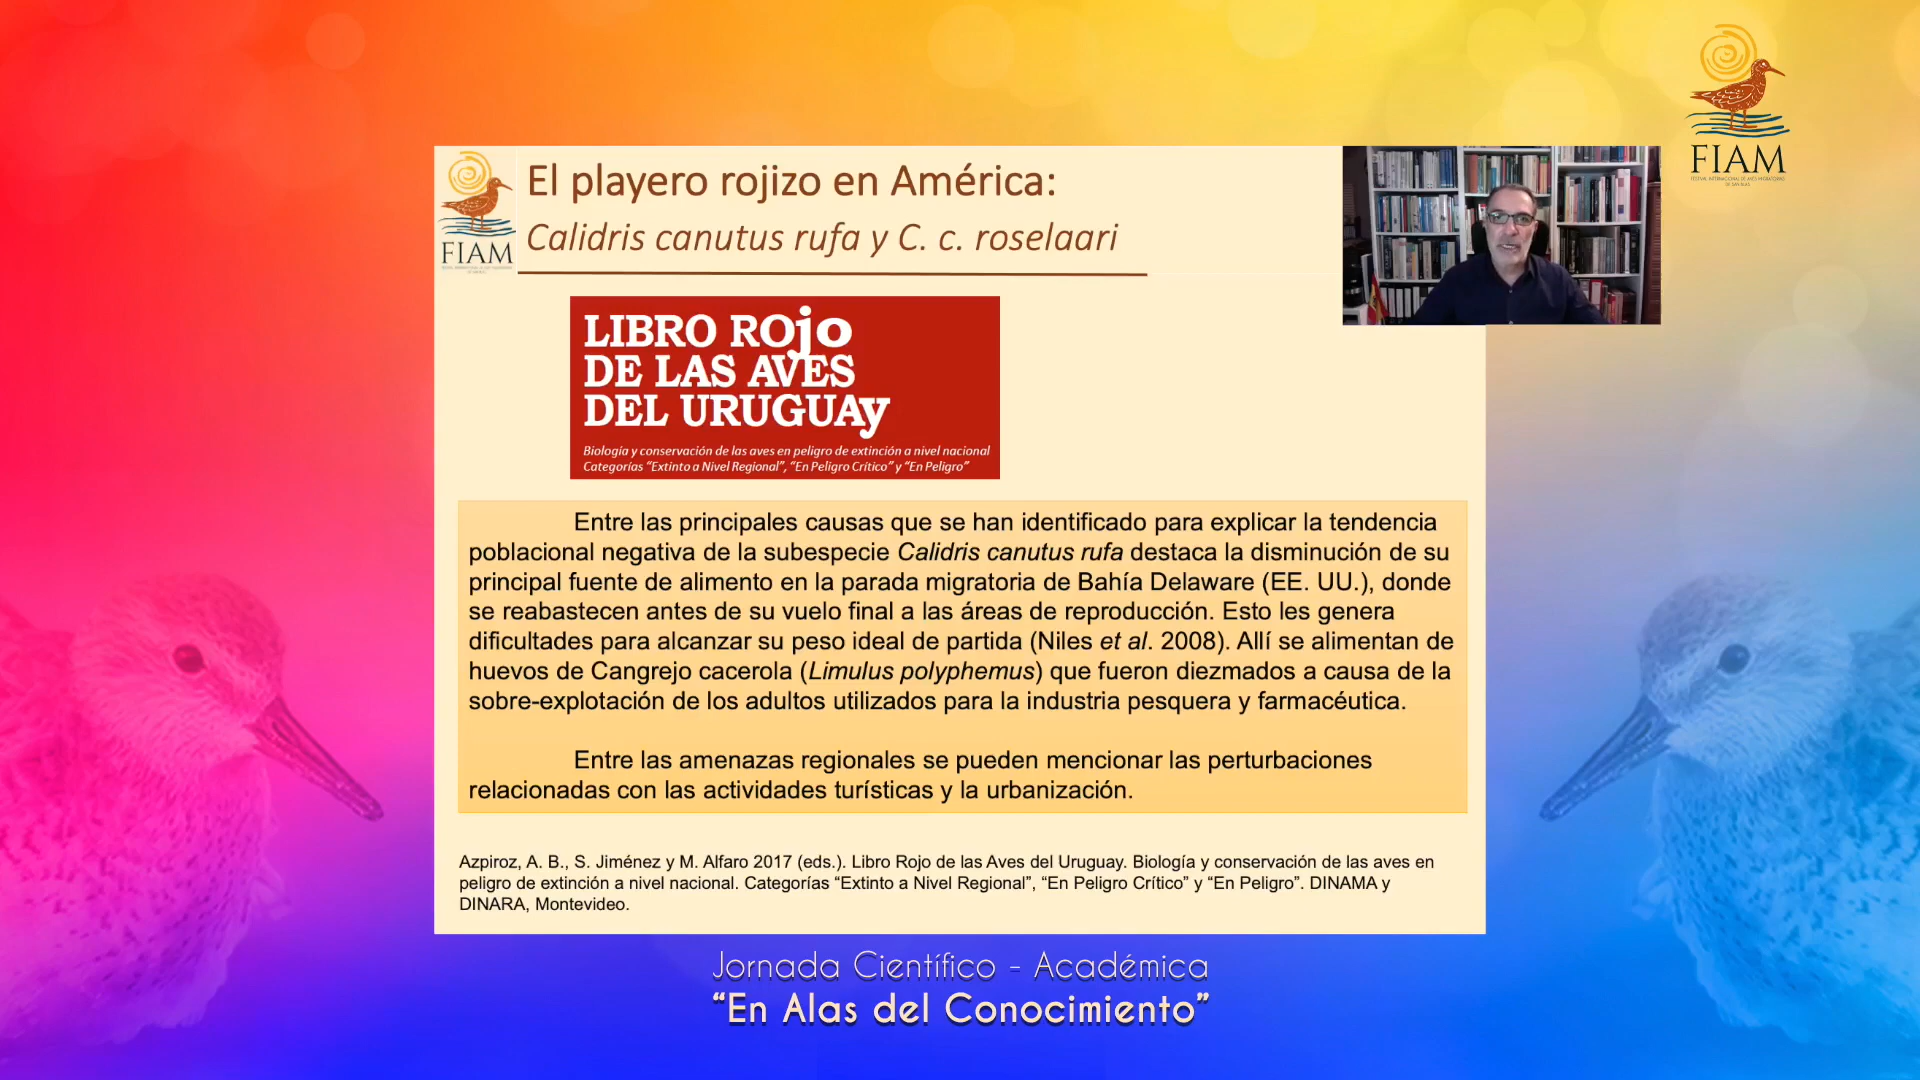 FIAM
FESTIVAL INTERNACIONAL DE AVES MIGRATORIAS
DE SAN BLAS
El playero rojizo en América:
Calidris canutus rufa y C. c. roselaari
FIAM
LIBRO ROjo
DE LAS AVES
DEL URUGUAy
Biología y conservación de las aves en peligro de extinción a nivel nacional
Categorías “Extinto a Nivel Regional”, “En Peligro Crítico” y “En Peligro”
Entre las principales causas que se han identificado para explicar la tendencia
poblacional negativa de la subespecie Calidris canutus rufa destaca la disminución de su
principal fuente de alimento en la parada migratoria de Bahía Delaware (EE. UU.), donde
se reabastecen antes de su vuelo final a las áreas de reproducción. Esto les genera
dificultades para alcanzar su peso ideal de partida (Niles et al. 2008). Allí se alimentan de
huevos de Cangrejo cacerola (Limulus polyphemus) que fueron diezmados a causa de la
sobre-explotación de los adultos utilizados para la industria pesquera y farmacéutica.
Entre las amenazas regionales se pueden mencionar las perturbaciones
relacionadas con las actividades turísticas y la urbanización.
Azpiroz, A. B., S. Jiménez y M. Alfaro 2017 (eds.). Libro Rojo de las Aves del Uruguay. Biología y conservación de las aves en
peligro de extinción a nivel nacional. Categorías “Extinto a Nivel Regional”, “En Peligro Crítico” y “En Peligro”. DINAMA y
DINARA, Montevideo.
Jornada Científico - Académica
“En Alas del Conocimiento”